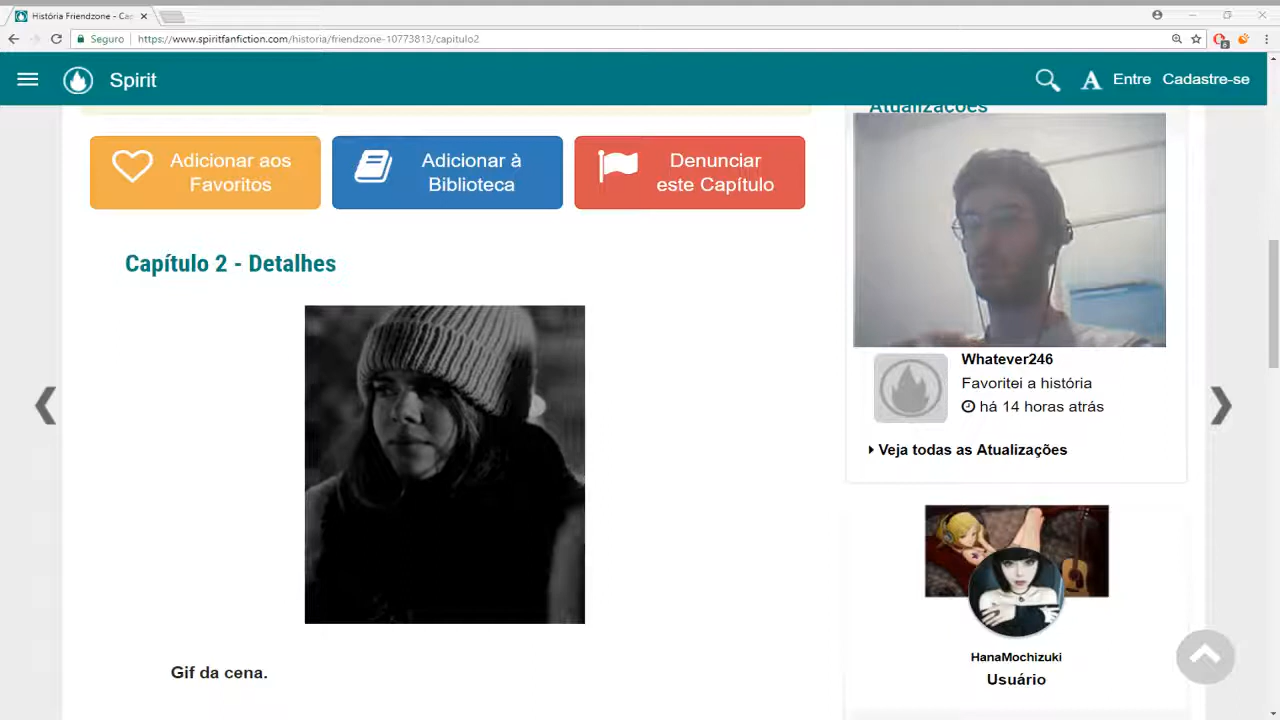 História Friendzone - Cap
Seguro
https://www.spiritfanfiction.com/historia/friendzone-10773813/capitulo2
Spirit
Entre
Cadastre-se
Adicionar aos
Favoritos
Adicionar à
Biblioteca
Denunciar
este Capítulo
Capítulo 2 - Detalhes
Gif da cena.
Atualizações
Whatever246
Favoritei a história
há 14 horas atrás
Veja todas as Atualizações
HanaMochizuki
Usuário